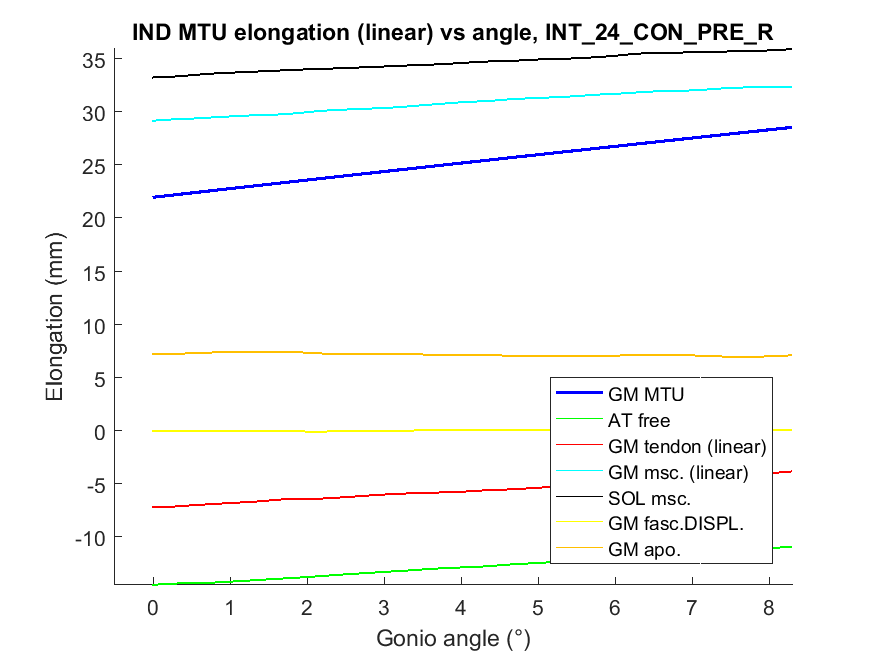 IND MTU elongation (linear) vs angle, INT_24_CON_PRE_R
35
30
25
20
15
10
5
0
-5
-10
Elongation (mm)
GM MTU
AT free
GM tendon (linear)
GM msc. (linear)
SOL msc.
GM fasc.DISPL.
GM apo.
0 1 2 3 4 5 6 7 8
Gonio angle (°)